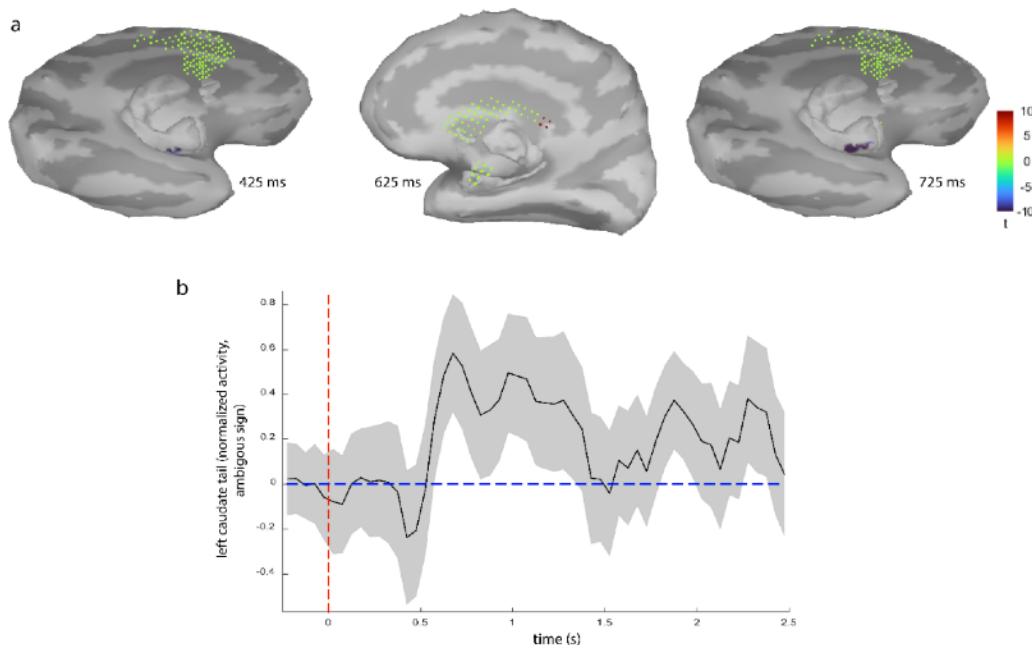 a
425 ms
625 ms
725 ms
10
5
0
-5
-10
t
b
left caudate tail (normalized activity,
ambigous sign)
0.8
0.6
0.4
0.2
0
-0.2
-0.4
0
0.5
1
1.5
2
2.5
time (s)